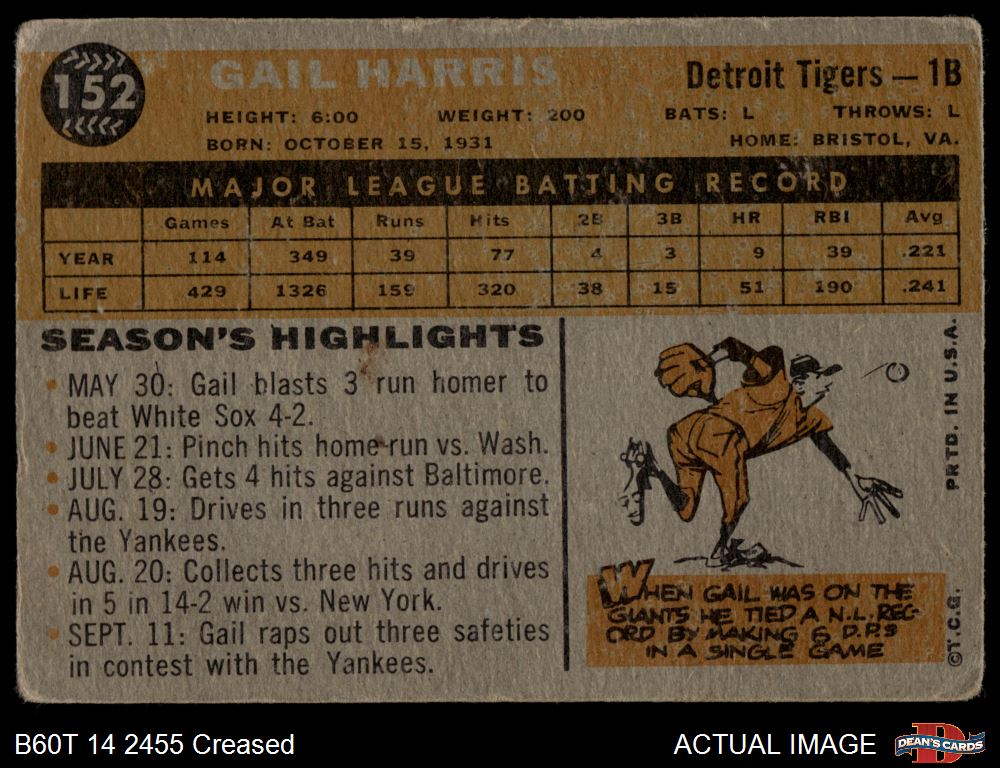 152
GAIL HARRIS
Detroit Tigers — 1B
HEIGHT: 6:00 WEIGHT: 200 BATS: L THROWS: L
BORN: OCTOBER 15, 1931 HOME: BRISTOL, VA.
MAJOR LEAGUE BATTING RECORD
Games At Bat Runs Hits 2B 3B HR RBI Avg
YEAR 114 349 39 77 4 3 9 39 .221
LIFE 429 1326 159 320 38 15 51 190 .241
SEASON'S HIGHLIGHTS
• MAY 30: Gail blasts 3 run homer to
beat White Sox 4-2.
• JUNE 21: Pinch hits home-run vs. Wash.
• JULY 28: Gets 4 hits against Baltimore.
• AUG. 19: Drives in three runs against
the Yankees.
• AUG. 20: Collects three hits and drives
in 5 in 14-2 win vs. New York.
• SEPT. 11: Gail raps out three safeties
in contest with the Yankees.
WHEN GAIL WAS ON THE
GIANTS HE TIED A N.L. REC-
ORD BY MAKING 6 D.P.S
IN A SINGLE GAME
©T.C.G. PRTD. IN U.S.A.
B60T 14 2455 Creased
ACTUAL IMAGE
D
DEAN'S CARDS